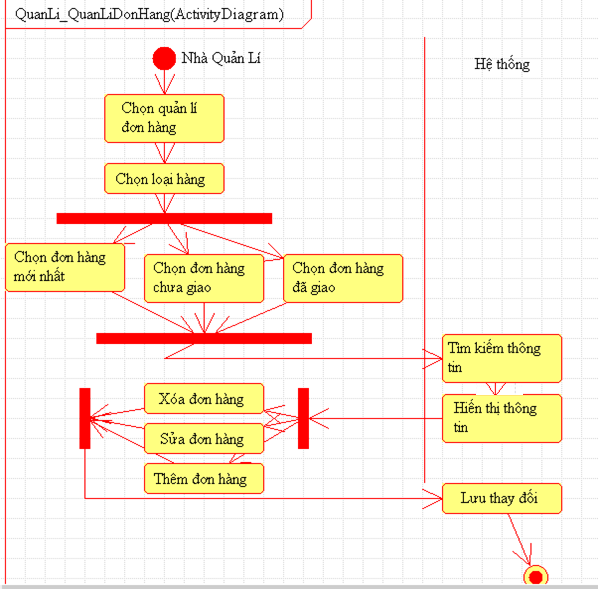 QuanLi_QuanLiDonHang(ActivityDiagram)
Nhà Quản Lí
Hệ thống
Chọn quản lí
đơn hàng
Chọn loại hàng
Chọn đơn hàng
mới nhất
Chọn đơn hàng
chưa giao
Chọn đơn hàng
đã giao
Tìm kiếm thông
tin
Hiển thị thông
tin
Xóa đơn hàng
Sửa đơn hàng
Thêm đơn hàng
Lưu thay đổi